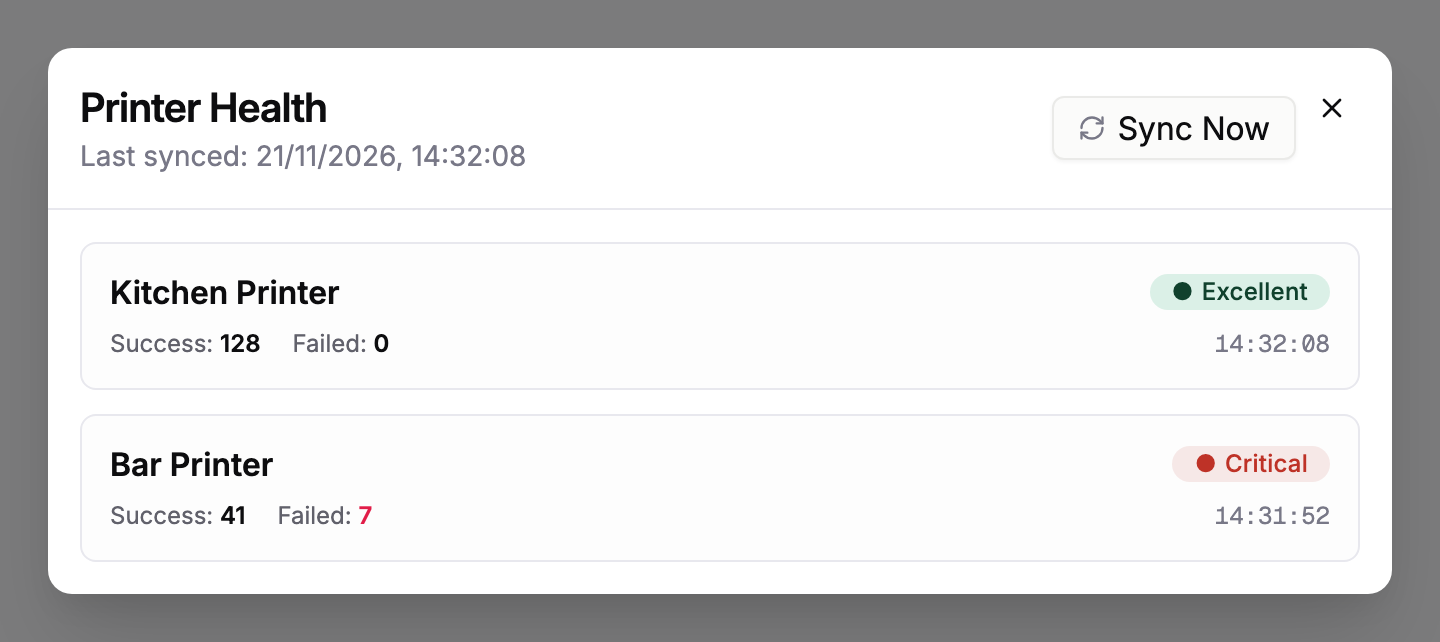 Printer Health
Last synced: 21/11/2026, 14:32:08
Sync Now
Kitchen Printer
Excellent
Success: 128 Failed: 0
14:32:08
Bar Printer
Critical
Success: 41 Failed: 7
14:31:52